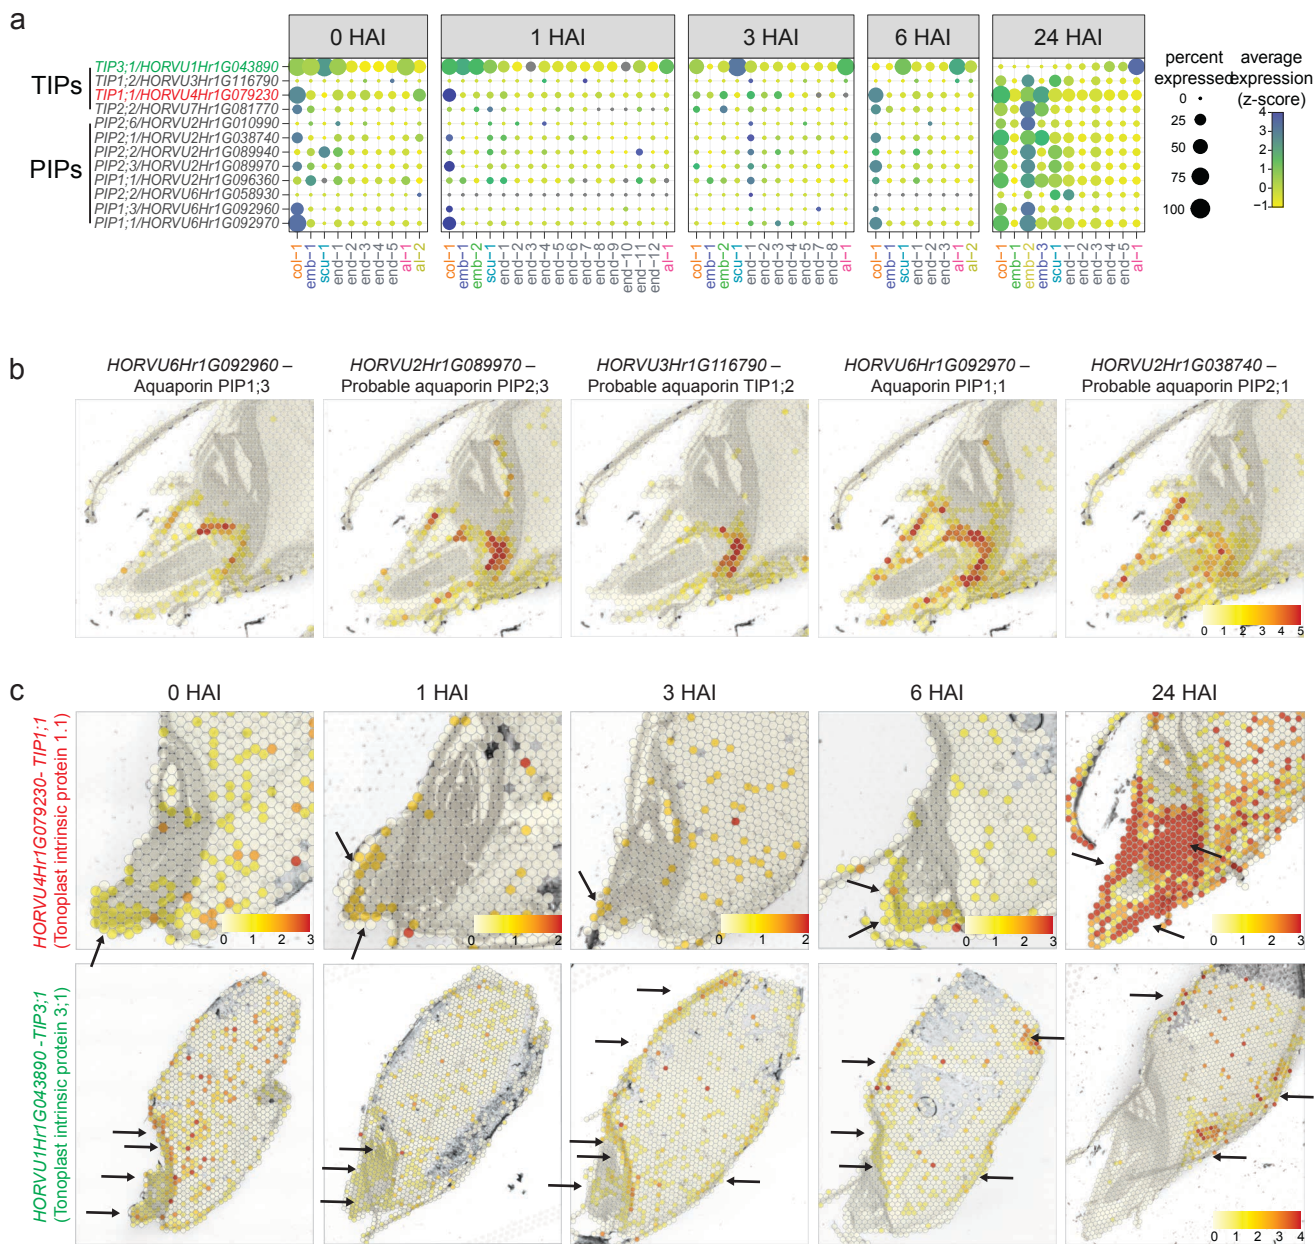 a
0 HAI
1 HAI
3 HAI
6 HAI
24 HAI
TIPs
PIPs
TIP3;1/HORVU1Hr1G043890
TIP1;2/HORVU3Hr1G116790
TIP1;1/HORVU4Hr1G079230
TIP2;2/HORVU7Hr1G081770
PIP2;6/HORVU2Hr1G010990
PIP2;1/HORVU2Hr1G038740
PIP2;2/HORVU2Hr1G089940
PIP2;3/HORVU2Hr1G089970
PIP1;1/HORVU2Hr1G096360
PIP2;2/HORVU6Hr1G058930
PIP1;3/HORVU6Hr1G092960
PIP1;1/HORVU6Hr1G092970
col-1
emb-1
scu-1
end-1
end-2
end-3
end-4
end-5
al-1
al-2
col-1
emb-1
emb-2
scu-1
end-1
end-2
end-3
end-4
end-5
end-6
end-7
end-8
end-9
end-10
end-11
end-12
al-1
col-1
emb-1
emb-2
scu-1
end-1
end-2
end-3
end-4
end-5
end-6
end-7
end-8
al-1
col-1
emb-1
scu-1
end-1
end-2
end-3
al-1
al-2
col-1
emb-1
emb-2
emb-3
scu-1
end-1
end-2
end-3
end-4
end-5
al-1
percent
expressed
0
25
50
75
100
average
expression
(z-score)
4
3
2
1
0
-1
b
HORVU6Hr1G092960 –
Aquaporin PIP1;3
HORVU2Hr1G089970 –
Probable aquaporin PIP2;3
HORVU3Hr1G116790 –
Probable aquaporin TIP1;2
HORVU6Hr1G092970 –
Aquaporin PIP1;1
HORVU2Hr1G038740 –
Probable aquaporin PIP2;1
0 1 2 3 4 5
c
0 HAI
1 HAI
3 HAI
6 HAI
24 HAI
HORVU4Hr1G079230- TIP1;1
(Tonoplast intrinsic protein 1.1)
0 1 2 3
0 1 2
0 1 2
0 1 2 3
0 1 2 3
HORVU1Hr1G043890 -TIP3;1
(Tonoplast intrinsic protein 3;1)
0 1 2 3 4